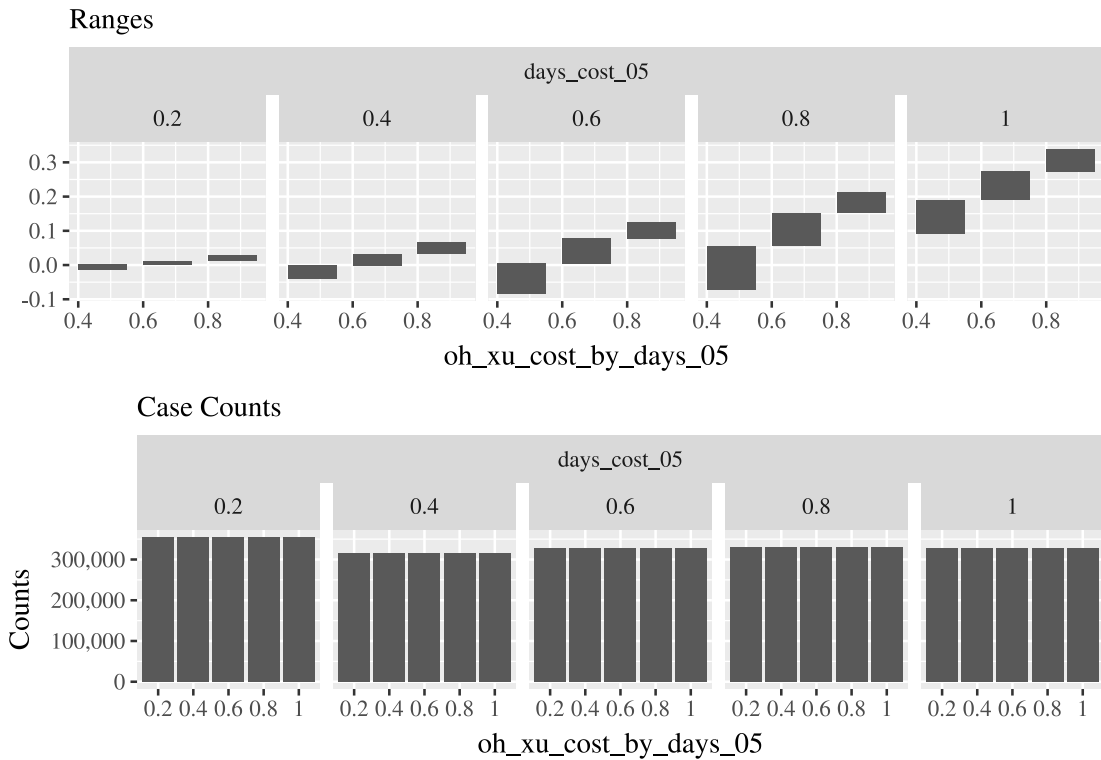 Ranges
days_cost_05
0.2 0.4 0.6 0.8 1
0.3
0.2
0.1
0.0
-0.1
0.4 0.6 0.8 0.4 0.6 0.8 0.4 0.6 0.8 0.4 0.6 0.8 0.4 0.6 0.8
oh_xu_cost_by_days_05
Case Counts
days_cost_05
0.2 0.4 0.6 0.8 1
Counts
300,000
200,000
100,000
0
0.2 0.4 0.6 0.8 1 0.2 0.4 0.6 0.8 1 0.2 0.4 0.6 0.8 1 0.2 0.4 0.6 0.8 1 0.2 0.4 0.6 0.8 1
oh_xu_cost_by_days_05